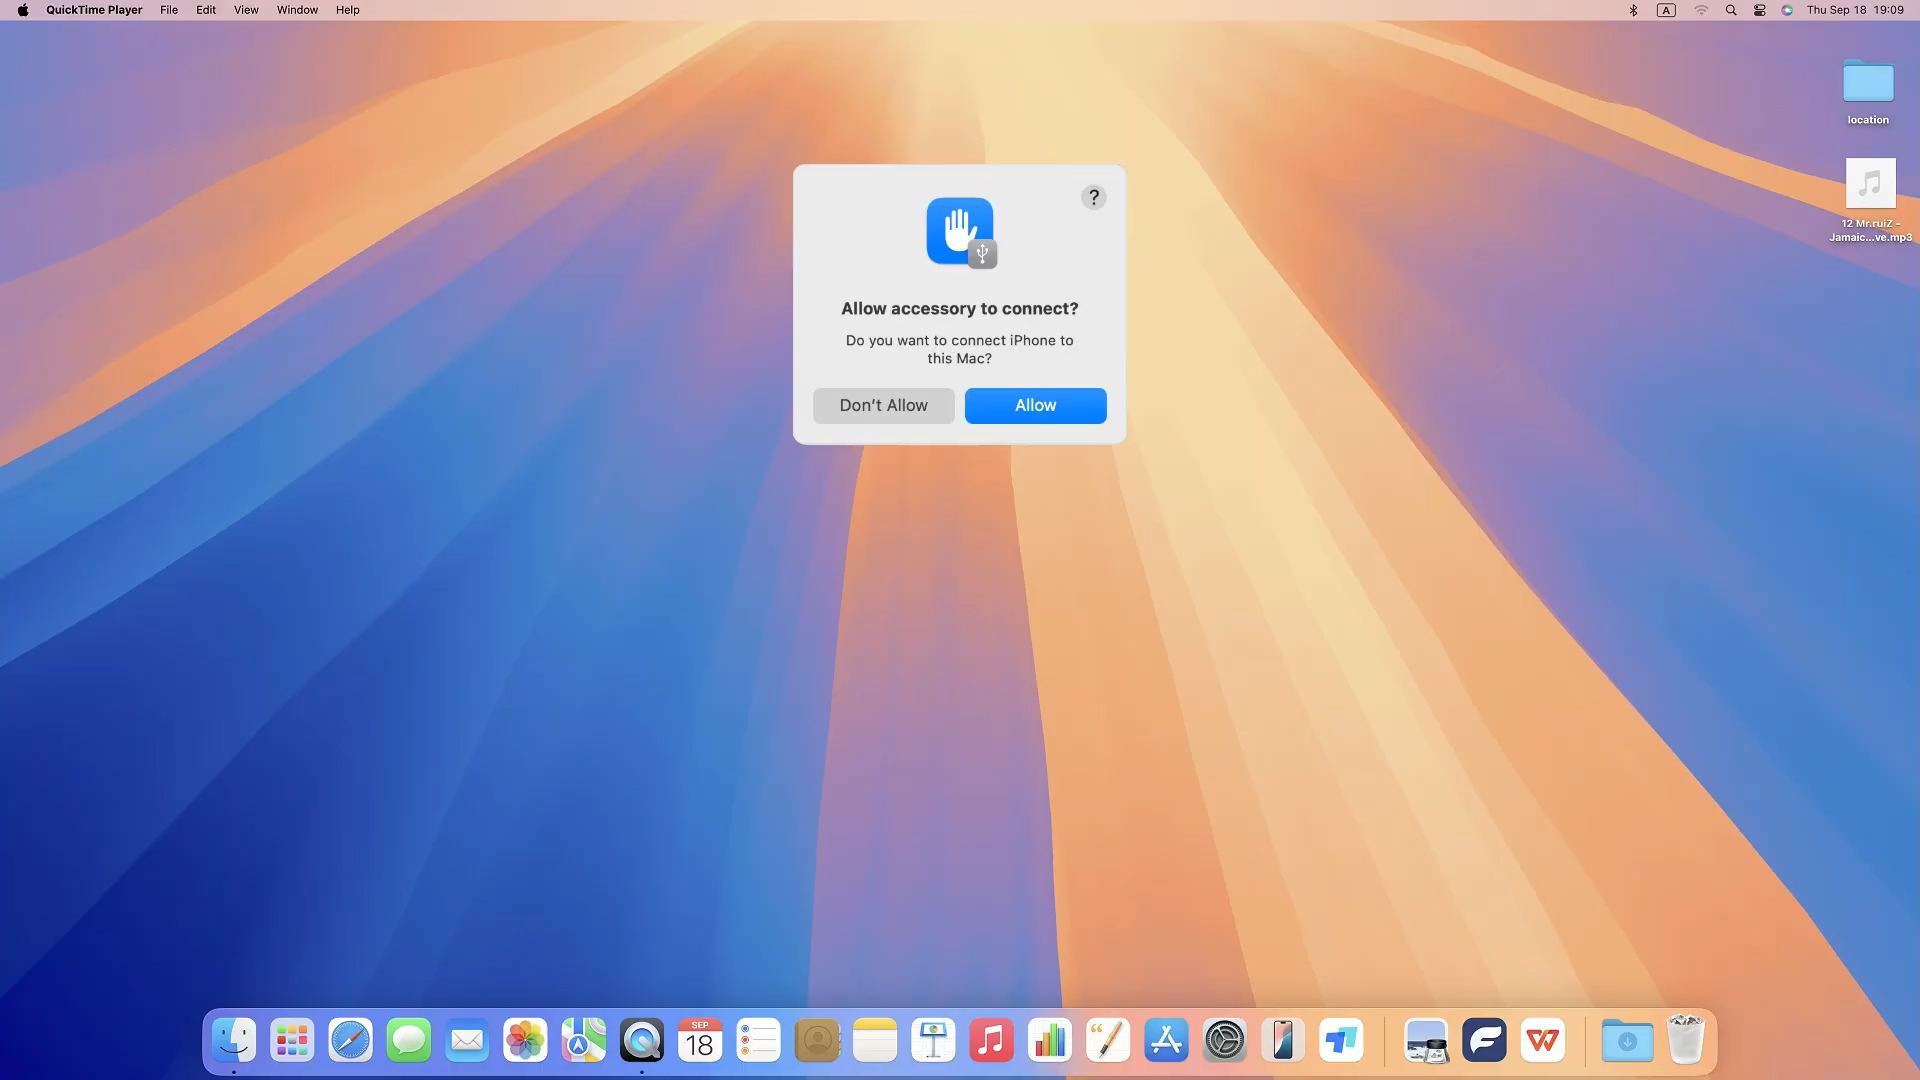 QuickTime Player File Edit View Window Help A Thu Sep 18 19:09
location
12 Mr.ruiZ -
Jamaic...ve.mp3
?
Allow accessory to connect?
Do you want to connect iPhone to
this Mac?
Don’t Allow Allow
SEP
18